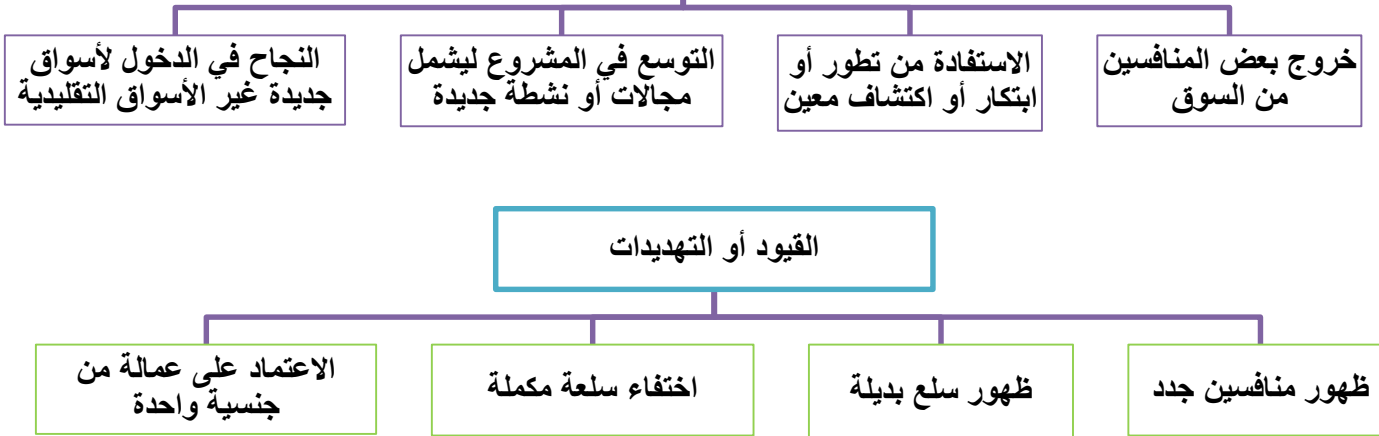 خروج بعض المنافسين
من السوق
الاستفادة من تطور أو
ابتكار أو اكتشاف معين
التوسع في المشروع ليشمل
مجالات أو نشطة جديدة
النجاح في الدخول لأسواق
جديدة غير الأسواق التقليدية
القيود أو التهديدات
ظهور منافسين جدد
ظهور سلع بديلة
اختفاء سلعة مكملة
الاعتماد على عمالة من
جنسية واحدة